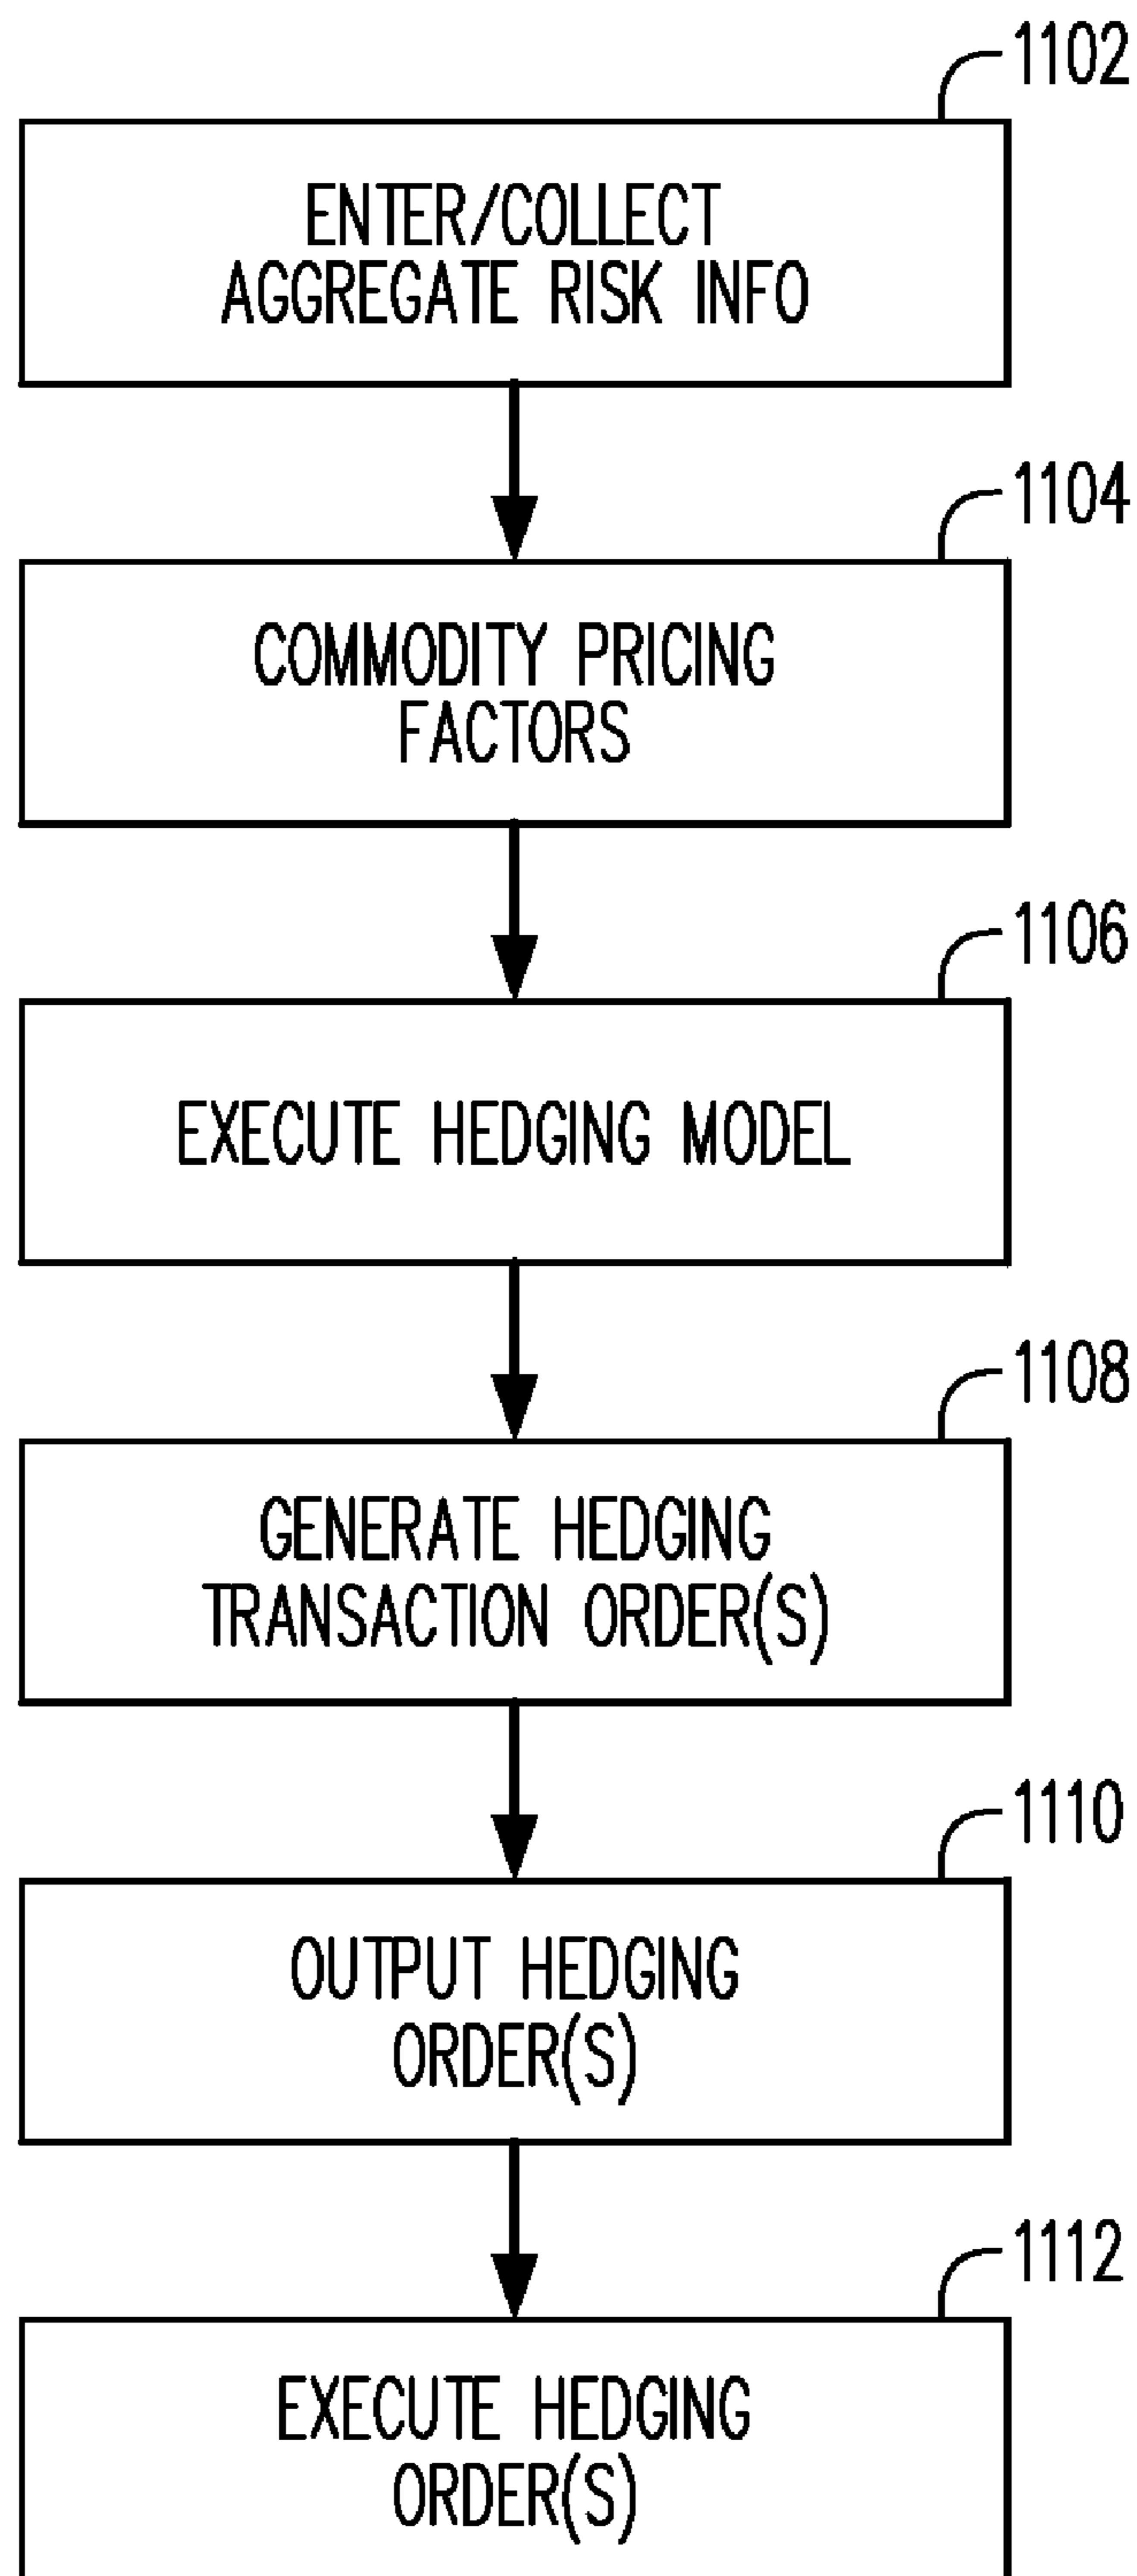 1102
ENTER/COLLECT
AGGREGATE RISK INFO
1104
COMMODITY PRICING
FACTORS
1106
EXECUTE HEDGING MODEL
1108
GENERATE HEDGING
TRANSACTION ORDER(S)
1110
OUTPUT HEDGING
ORDER(S)
1112
EXECUTE HEDGING
ORDER(S)